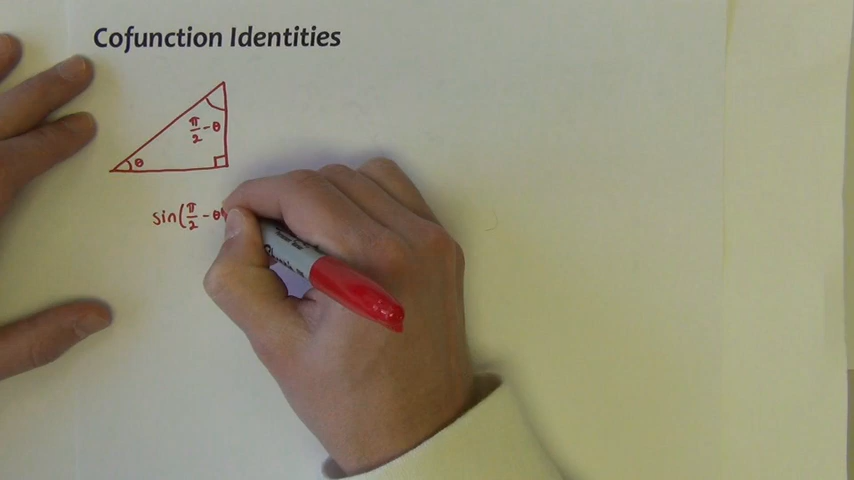 Cofunction Identities
π/2 - θ
θ
sin(π/2 - θ)